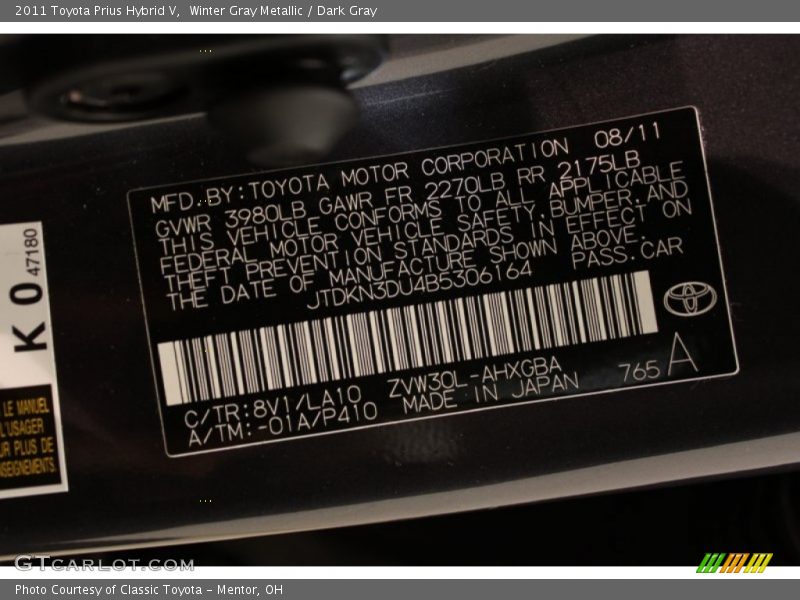 2011 Toyota Prius Hybrid V, Winter Gray Metallic / Dark Gray
MFD. BY:TOYOTA MOTOR CORPORATION 08/11
GVWR 3980LB GAWR FR 2270LB RR 2175LB
THIS VEHICLE CONFORMS TO ALL APPLICABLE
FEDERAL MOTOR VEHICLE SAFETY,BUMPER,AND
THEFT PREVENTION STANDARDS IN EFFECT ON
THE DATE OF MANUFACTURE SHOWN ABOVE.
JTDKN3DU4B5306164 PASS.CAR
C/TR:8V1/LA10 ZVW30L-AHXGBA
A/TM:-01A/P410 MADE IN JAPAN 765 A
K 0 47180
LE MANUEL
L'USAGER
PLUS DE
GTCARLOT.COM
Photo Courtesy of Classic Toyota - Mentor, OH